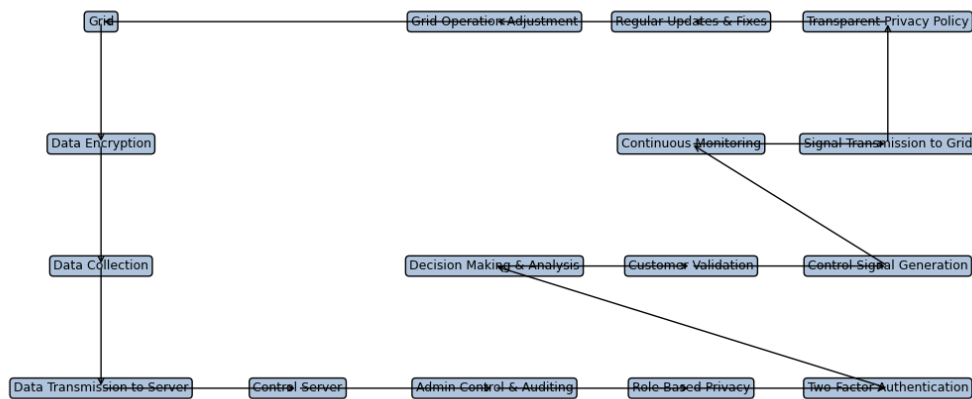 Grid
Grid Operation Adjustment
Regular Updates & Fixes
Transparent Privacy Policy
Data Encryption
Continuous Monitoring
Signal Transmission to Grid
Data Collection
Decision Making & Analysis
Customer Validation
Control Signal Generation
Data Transmission to Server
Control Server
Admin Control & Auditing
Role Based Privacy
Two Factor Authentication